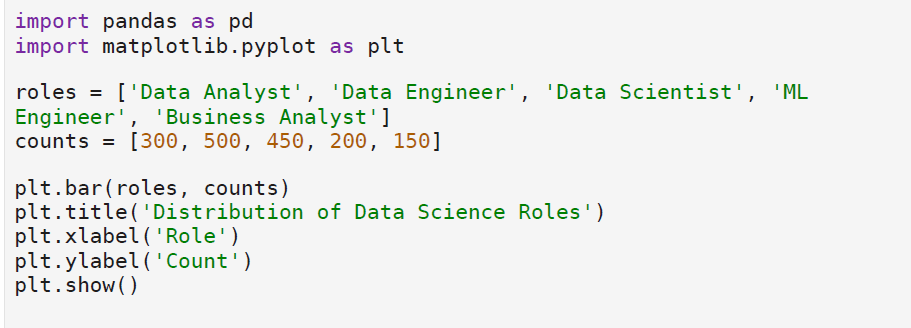 import pandas as pd
import matplotlib.pyplot as plt
roles = ['Data Analyst', 'Data Engineer', 'Data Scientist', 'ML
Engineer', 'Business Analyst']
counts = [300, 500, 450, 200, 150]
plt.bar(roles, counts)
plt.title('Distribution of Data Science Roles')
plt.xlabel('Role')
plt.ylabel('Count')
plt.show()